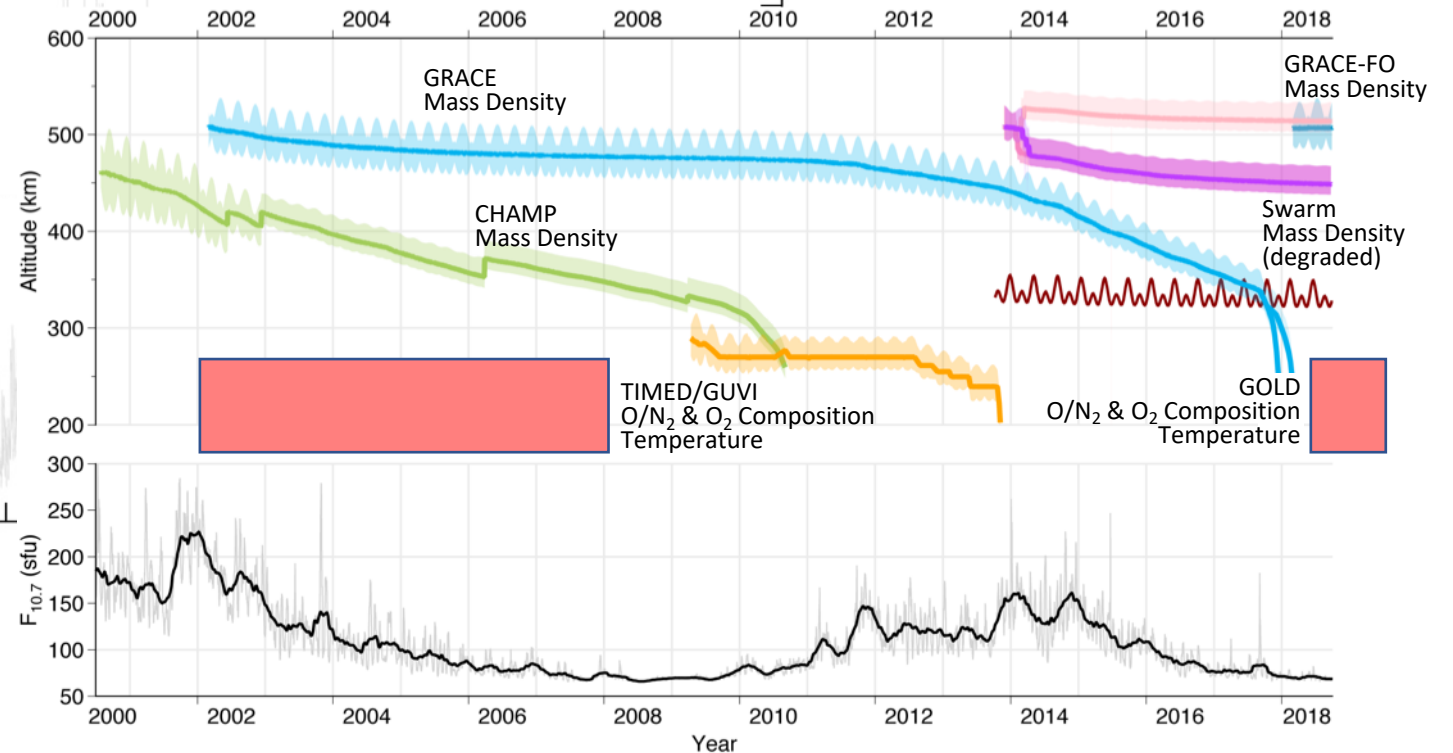 2000 2002 2004 2006 2008 2010 2012 2014 2016 2018
600
500
400
300
200
Altitude (km)
GRACE
Mass Density
CHAMP
Mass Density
GRACE-FO
Mass Density
Swarm
Mass Density
(degraded)
TIMED/GUVI
O/N₂ & O₂ Composition
Temperature
GOLD
O/N₂ & O₂ Composition
Temperature
300
250
200
150
100
50
F₁₀.₇ (sfu)
2000 2002 2004 2006 2008 2010 2012 2014 2016 2018
Year